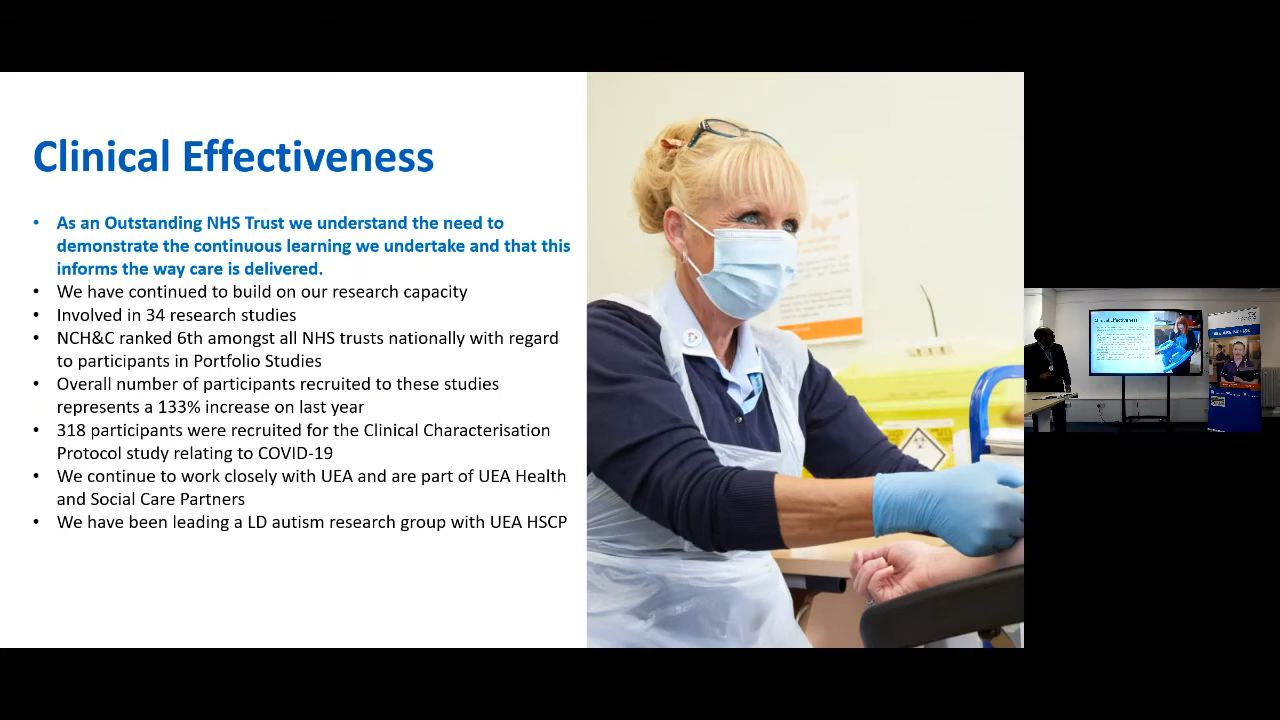 Clinical Effectiveness
• As an Outstanding NHS Trust we understand the need to
demonstrate the continuous learning we undertake and that this
informs the way care is delivered.
• We have continued to build on our research capacity
• Involved in 34 research studies
• NCH&C ranked 6th amongst all NHS trusts nationally with regard
to participants in Portfolio Studies
• Overall number of participants recruited to these studies
represents a 133% increase on last year
• 318 participants were recruited for the Clinical Characterisation
Protocol study relating to COVID-19
• We continue to work closely with UEA and are part of UEA Health
and Social Care Partners
• We have been leading a LD autism research group with UEA HSCP
Clinical Effectiveness